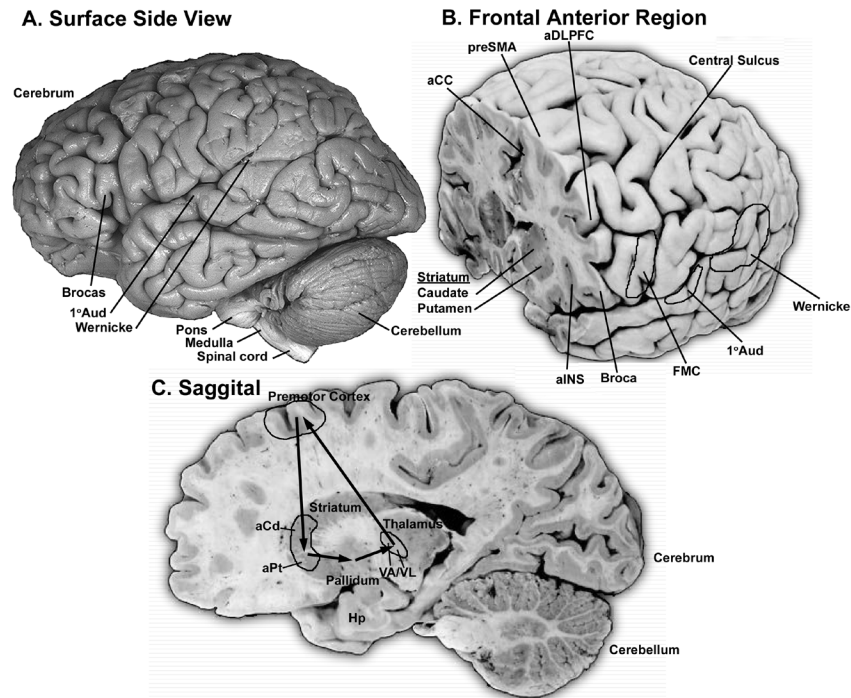 A. Surface Side View
Cerebrum
Brocas
1°Aud
Wernicke
Pons
Medulla
Spinal cord
Cerebellum
B. Frontal Anterior Region
aDLPFC
preSMA
Central Sulcus
aCC
Striatum
Caudate
Putamen
Wernicke
1°Aud
FMC
aINS
Broca
C. Saggital
Premotor Cortex
Striatum
aCd
Thalamus
aPt
VA/VL
Pallidum
Hp
Cerebrum
Cerebellum